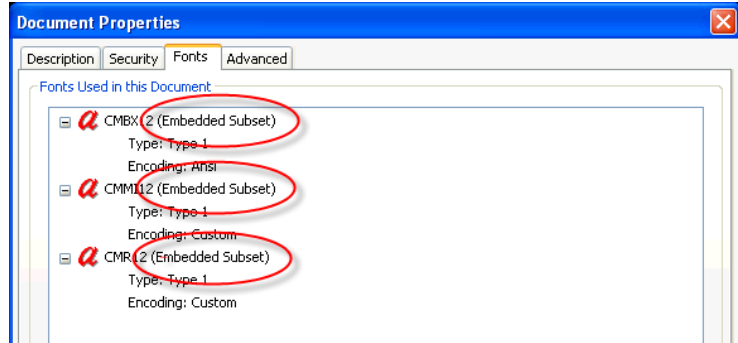 Document Properties
Description Security Fonts Advanced
Fonts Used in this Document
CMBX12 (Embedded Subset)
Type: Type 1
Encoding: Ansi
CMMI12 (Embedded Subset)
Type: Type 1
Encoding: Custom
CMR12 (Embedded Subset)
Type: Type 1
Encoding: Custom